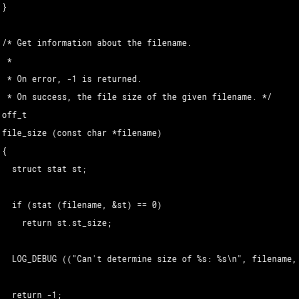 }
/* Get information about the filename.
 *
 * On error, -1 is returned.
 * On success, the file size of the given filename. */
off_t
file_size (const char *filename)
{
  struct stat st;
  if (stat (filename, &st) == 0)
    return st.st_size;
  LOG_DEBUG (("Can't determine size of %s: %s\n", filename,
  return -1;